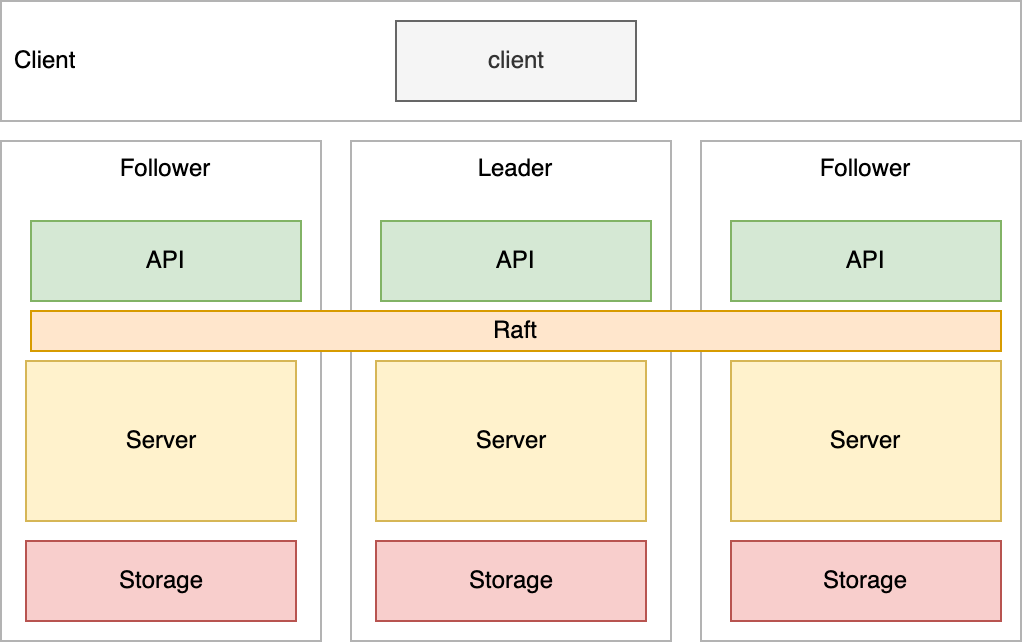 Client
client
Follower
Leader
Follower
API
API
API
Raft
Server
Server
Server
Storage
Storage
Storage